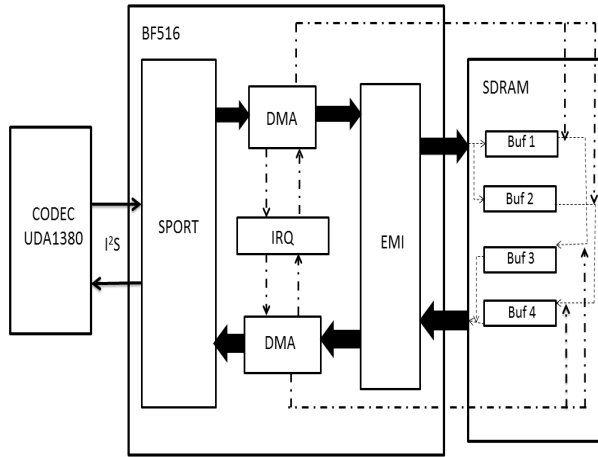 BF516
SDRAM
DMA
Buf 1
Buf 2
CODEC
UDA1380
I²S
SPORT
IRQ
EMI
Buf 3
Buf 4
DMA